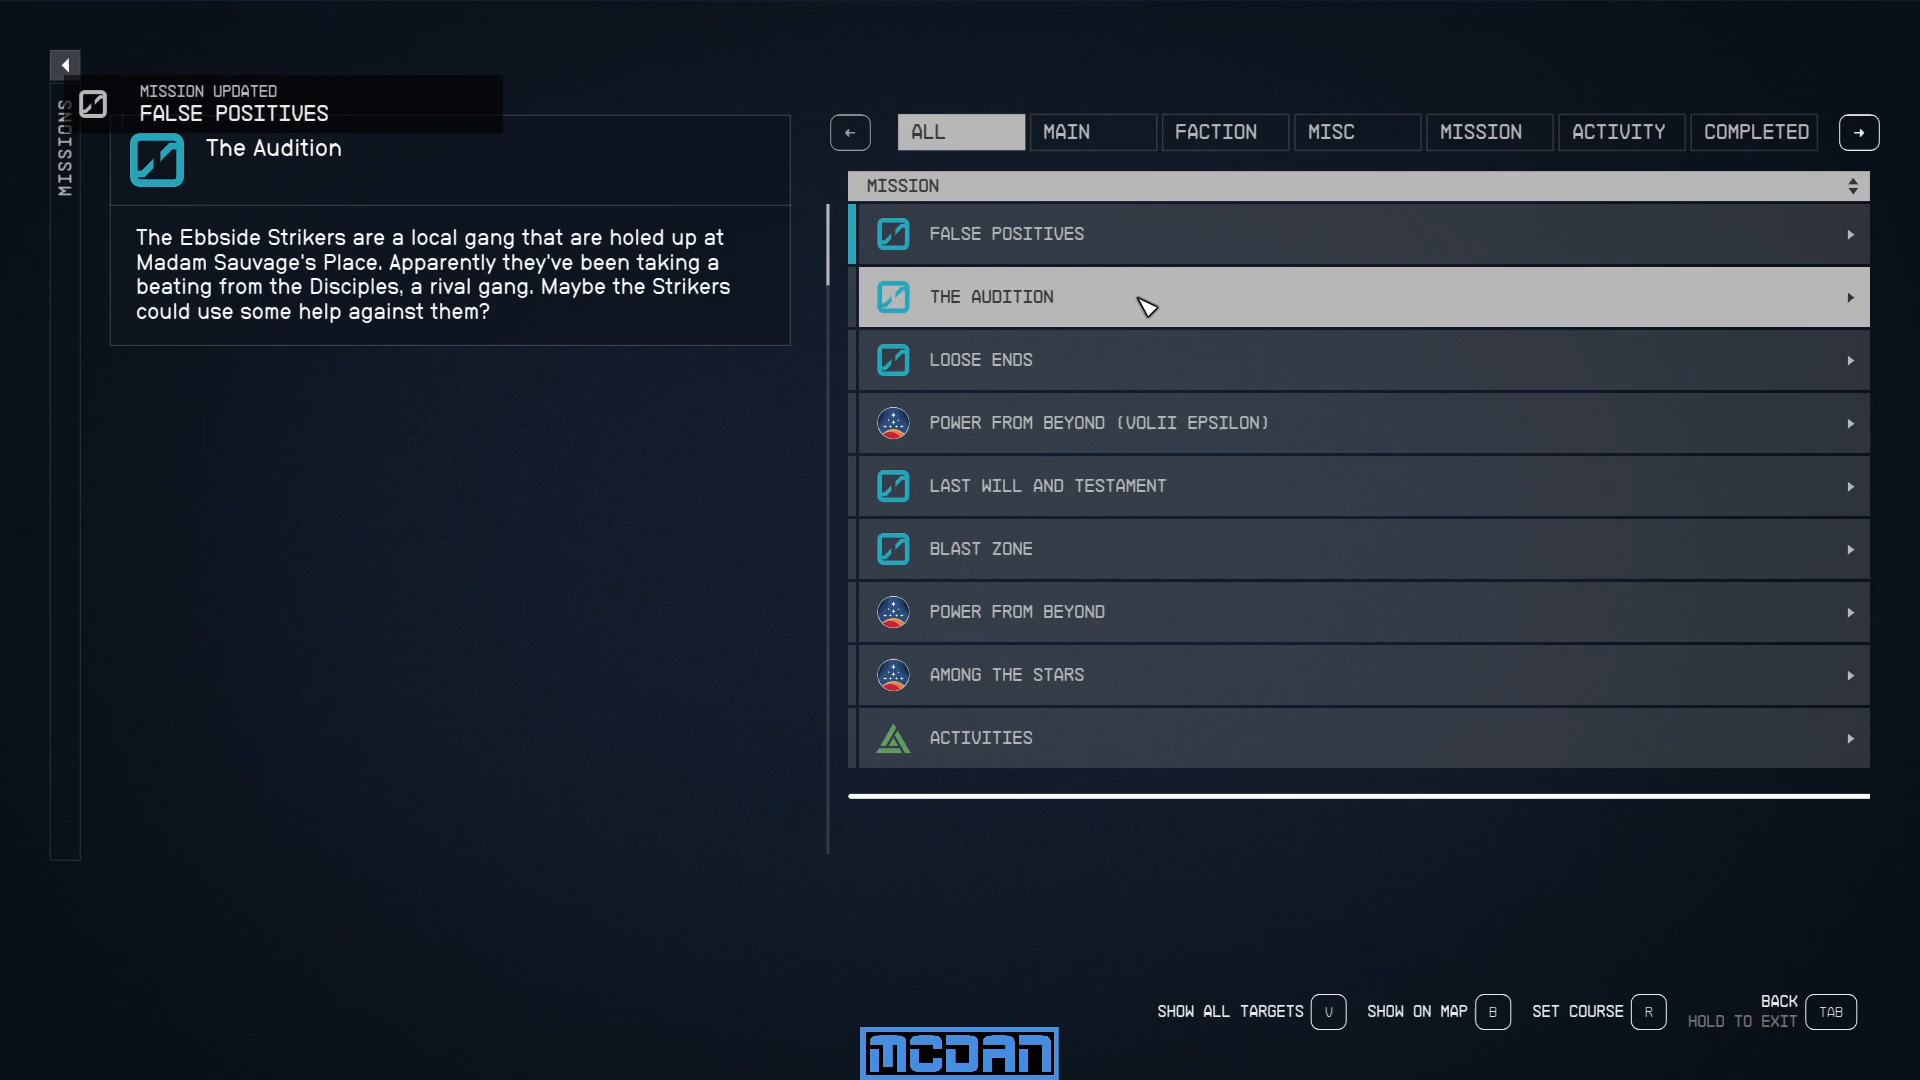 MISSIONS
MISSION UPDATED
FALSE POSITIVES
The Audition
The Ebbside Strikers are a local gang that are holed up at
Madam Sauvage's Place. Apparently they've been taking a
beating from the Disciples, a rival gang. Maybe the Strikers
could use some help against them?
ALL MAIN FACTION MISC MISSION ACTIVITY COMPLETED
MISSION
FALSE POSITIVES
THE AUDITION
LOOSE ENDS
POWER FROM BEYOND (VOLII EPSILON)
LAST WILL AND TESTAMENT
BLAST ZONE
POWER FROM BEYOND
AMONG THE STARS
ACTIVITIES
SHOW ALL TARGETS V SHOW ON MAP B SET COURSE R BACK TAB
HOLD TO EXIT
MCDAN